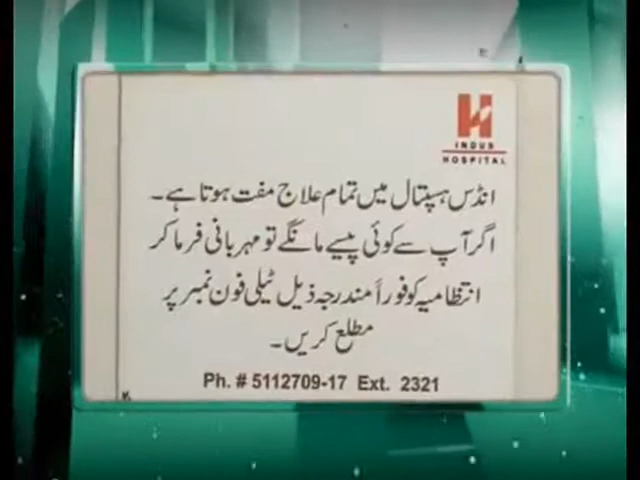 INDUS
HOSPITAL
انڈس ہسپتال میں تمام علاج مفت ہوتا ہے۔
اگر آپ سے کوئی پیسے مانگے تو مہربانی فرما کر
انتظامیہ کو فوراً مندرجہ ذیل ٹیلی فون نمبر پر
مطلع کریں۔
Ph. # 5112709-17 Ext. 2321